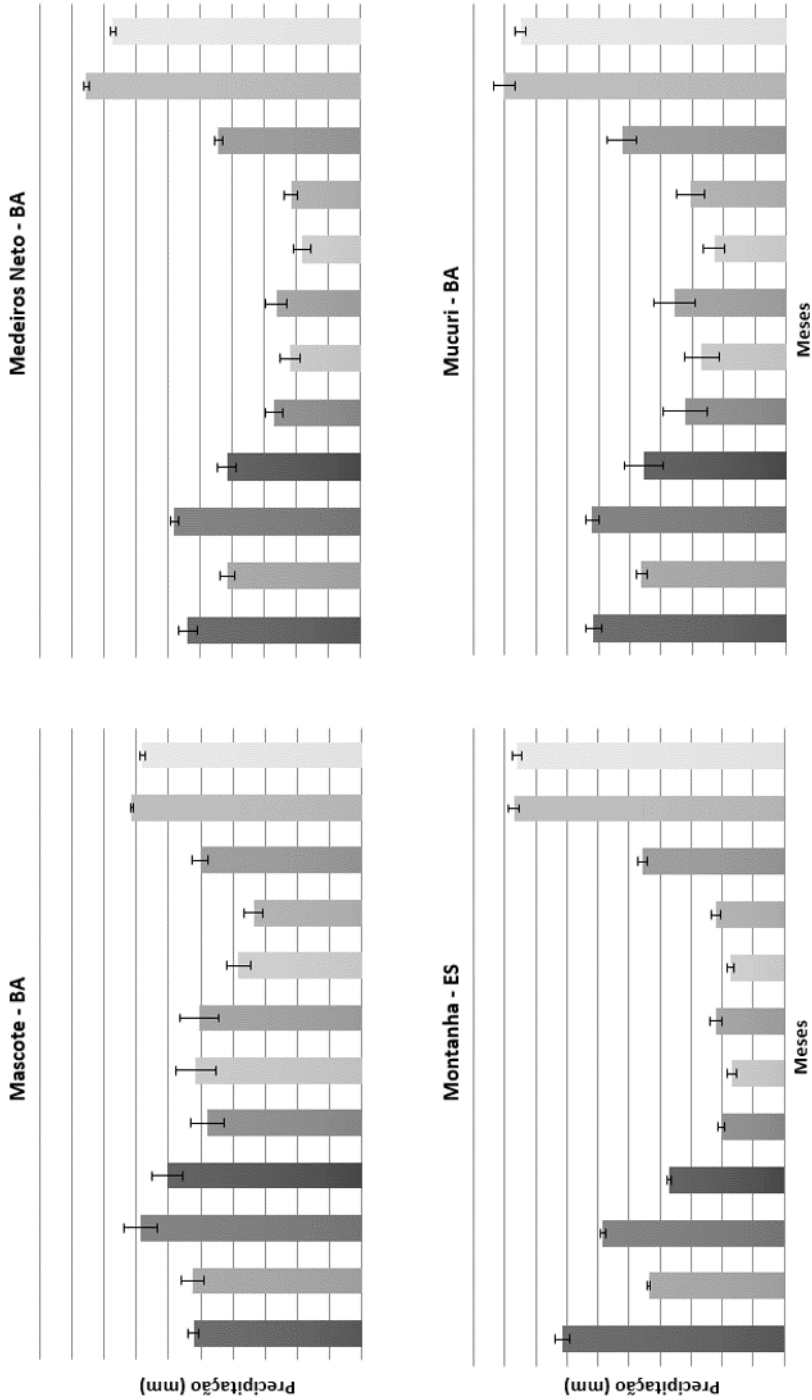 Mascote - BA
Medeiros Neto - BA
Precipitação (mm)
Montanha - ES
Mucuri - BA
Precipitação (mm)
Meses
Meses